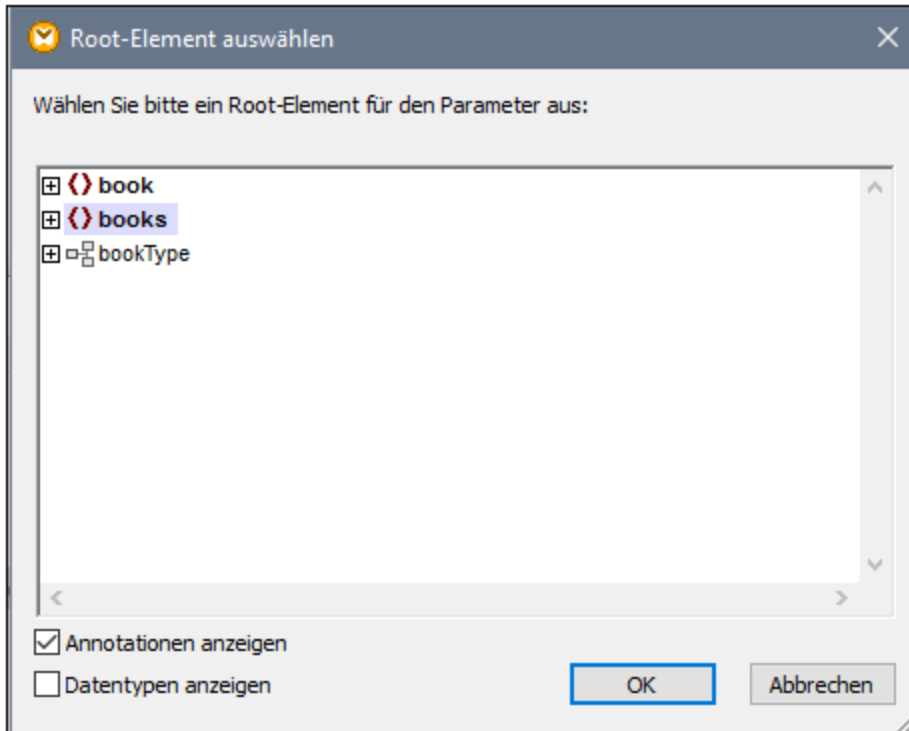 Root-Element auswählen
Wählen Sie bitte ein Root-Element für den Parameter aus:
book
books
bookType
Annotationen anzeigen
Datentypen anzeigen
OK
Abbrechen